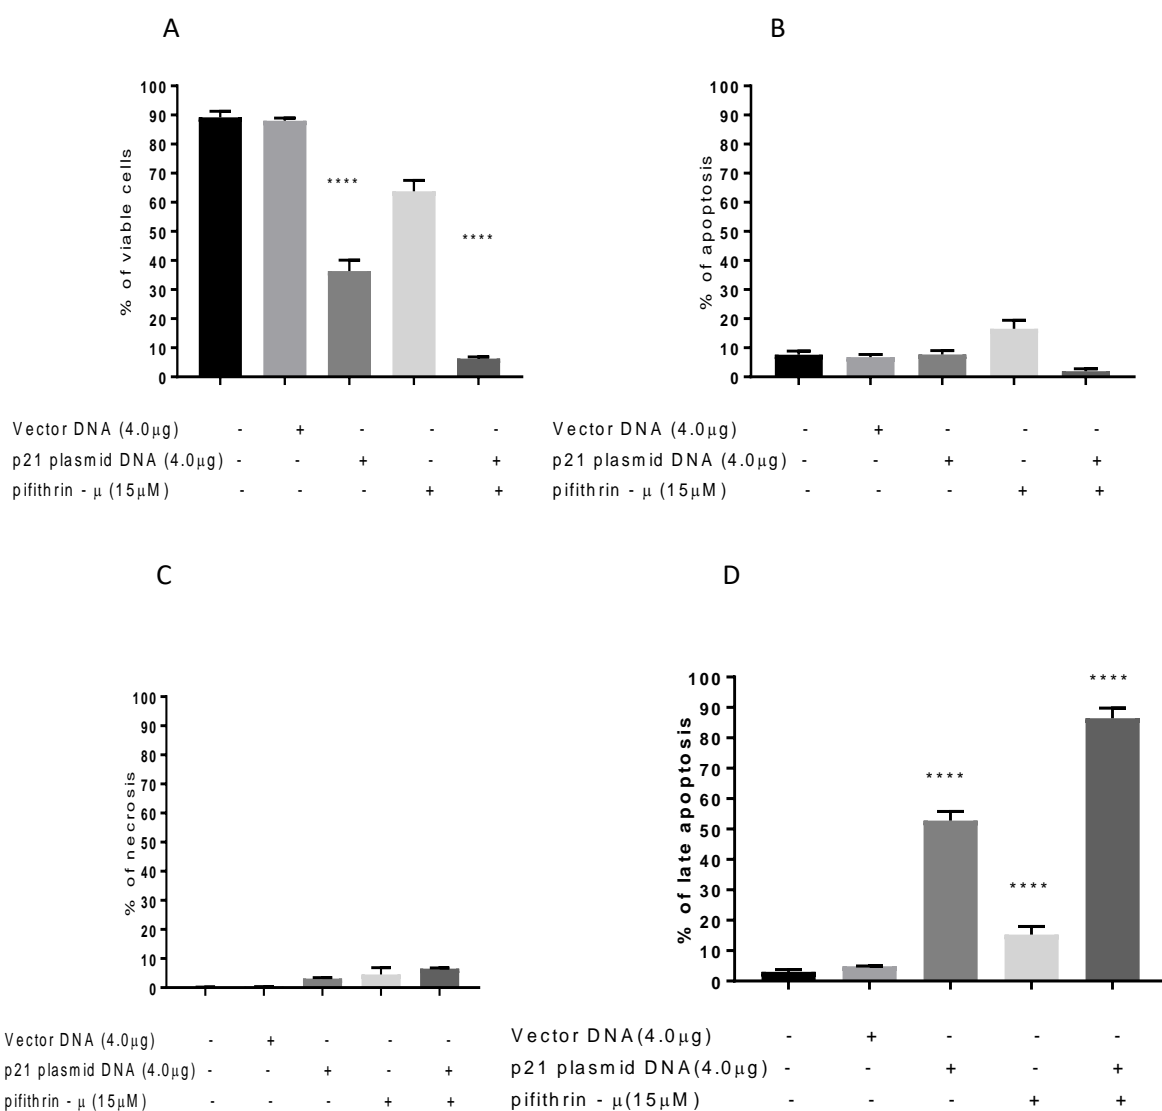 A
% of viable cells
100
90
80
70
60
50
40
30
20
10
0
****
****
Vector DNA (4.0μg) - + - - -
p21 plasmid DNA (4.0μg) - - + - +
pifithrin - μ (15μM) - - - + +
B
% of apoptosis
100
90
80
70
60
50
40
30
20
10
0
Vector DNA (4.0μg) - + - - -
p21 plasmid DNA (4.0μg) - - + - +
pifithrin - μ (15μM) - - - + +
C
% of necrosis
100
90
80
70
60
50
40
30
20
10
0
Vector DNA (4.0μg) - + - - -
p21 plasmid DNA (4.0μg) - - + - +
pifithrin - μ (15μM) - - - + +
D
% of late apoptosis
100
90
80
70
60
50
40
30
20
10
0
****
****
****
Vector DNA(4.0μg) - + - - -
p21 plasmid DNA(4.0μg) - - + - +
pifithrin - μ(15μM) - - - + +